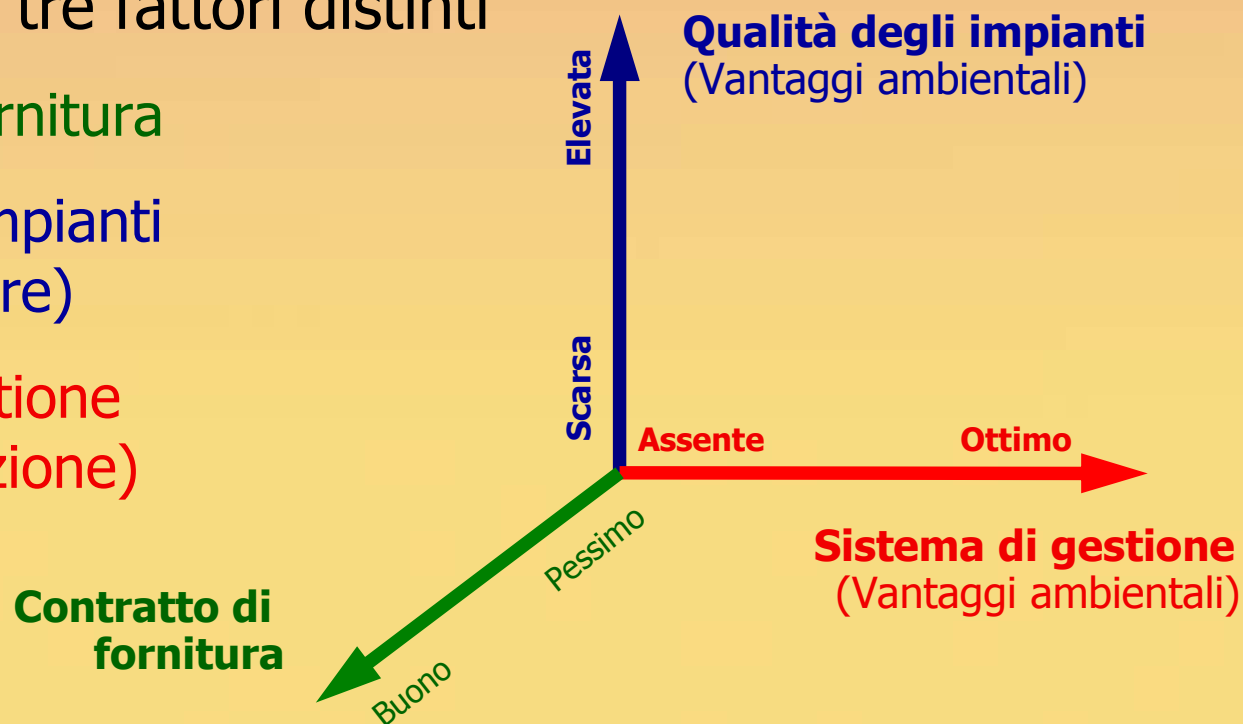 tre fattori distinti
rnitura
mpianti
re)
tione
zione)
Qualità degli impianti
(Vantaggi ambientali)
Elevata
Scarsa
Assente
Ottimo
Sistema di gestione
(Vantaggi ambientali)
Pessimo
Buono
Contratto di
fornitura